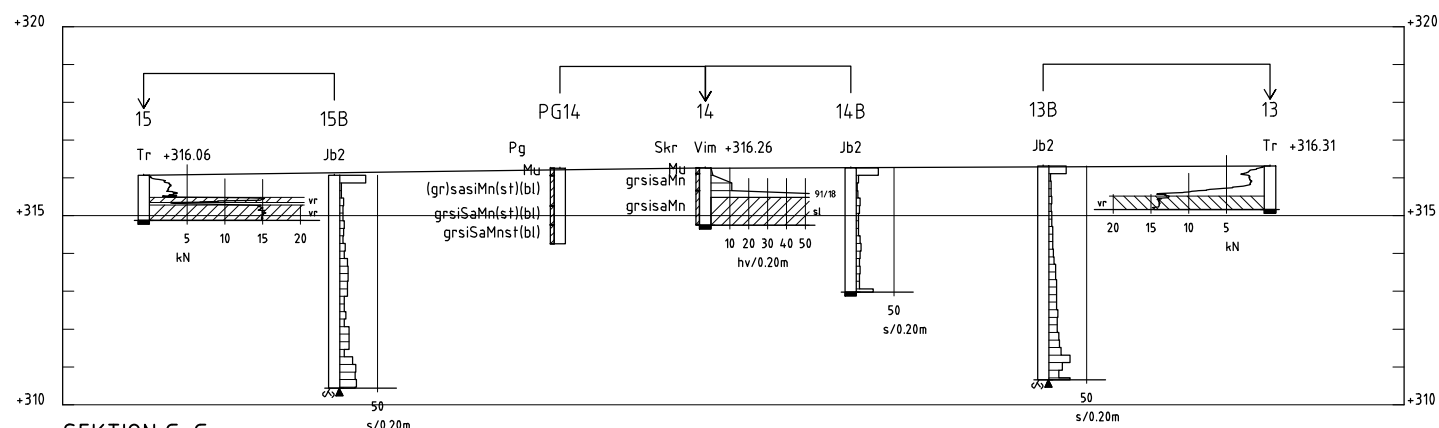 +320 +320
15 15B PG14 14 14B 13B 13
Tr +316.06 Jb2 Pg Skr Vim +316.26 Jb2 Jb2 Tr +316.31
Mu Mu
(gr)sasiMn(st)(bl) grsisaMn
91/18
vr grsiSaMn(st)(bl) grsisaMn sl vr
+315 vr +315
grsiSaMnst(bl)
5 10 15 20 10 20 30 40 50 20 15 10 5
kN hv/0.20m kN
50
s/0.20m
+310 50 50 +310
s/0.20m s/0.20m